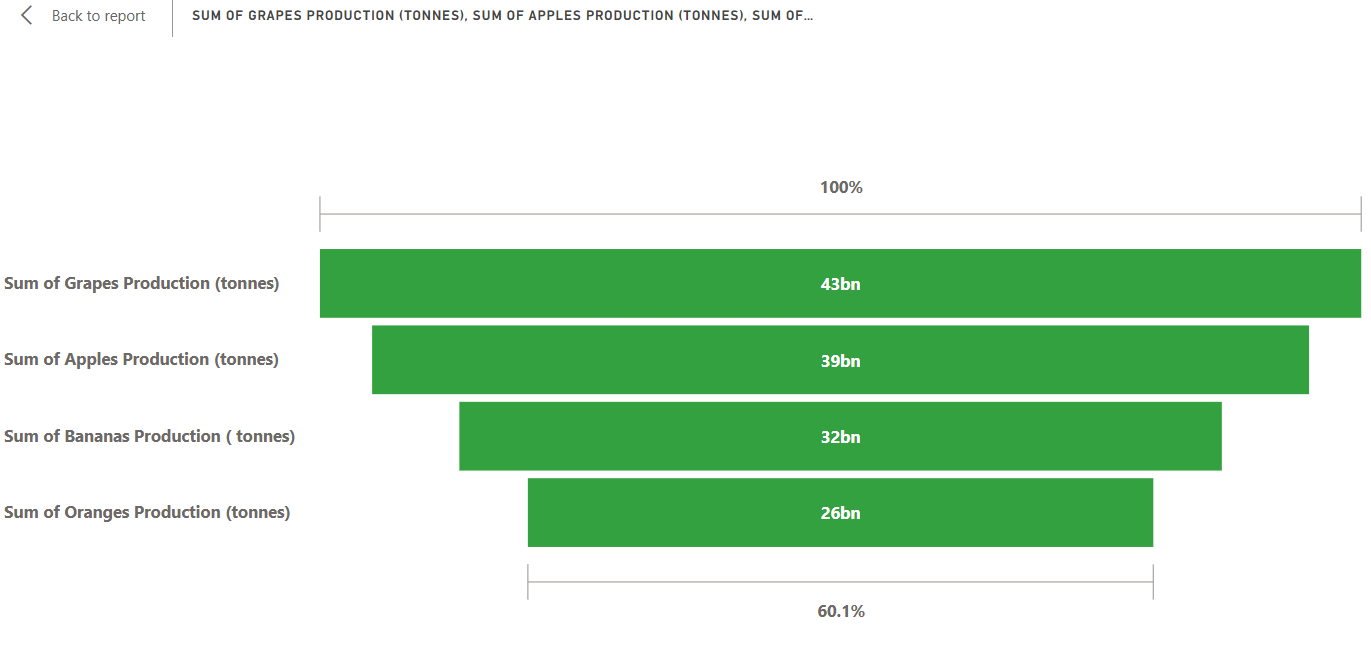 Back to report
SUM OF GRAPES PRODUCTION (TONNES), SUM OF APPLES PRODUCTION (TONNES), SUM OF...
100%
Sum of Grapes Production (tonnes) 43bn
Sum of Apples Production (tonnes) 39bn
Sum of Bananas Production ( tonnes) 32bn
Sum of Oranges Production (tonnes) 26bn
60.1%